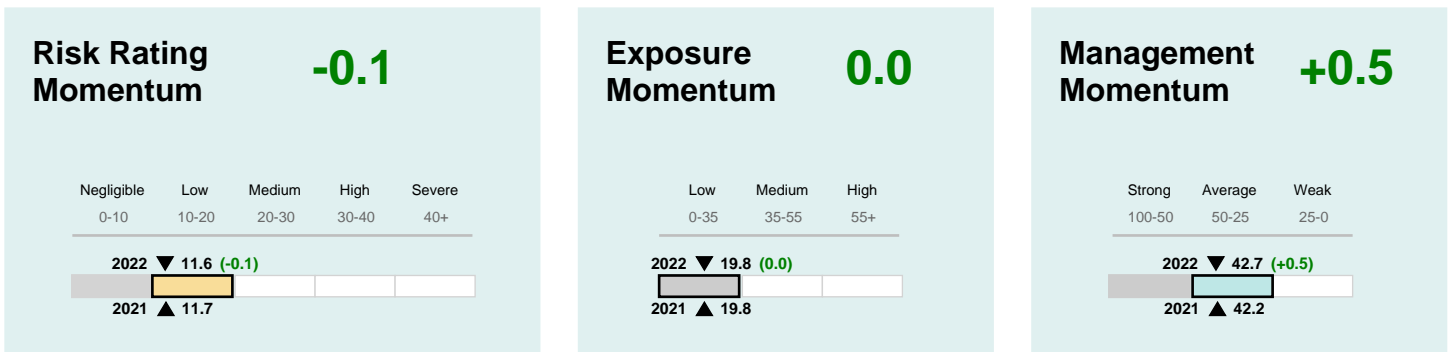 Risk Rating
Momentum
-0.1
Negligible Low Medium High Severe
0-10 10-20 20-30 30-40 40+
2022 ▼ 11.6 (-0.1)
2021 ▲ 11.7
Exposure
Momentum
0.0
Low Medium High
0-35 35-55 55+
2022 ▼ 19.8 (0.0)
2021 ▲ 19.8
Management
Momentum
+0.5
Strong Average Weak
100-50 50-25 25-0
2022 ▼ 42.7 (+0.5)
2021 ▲ 42.2